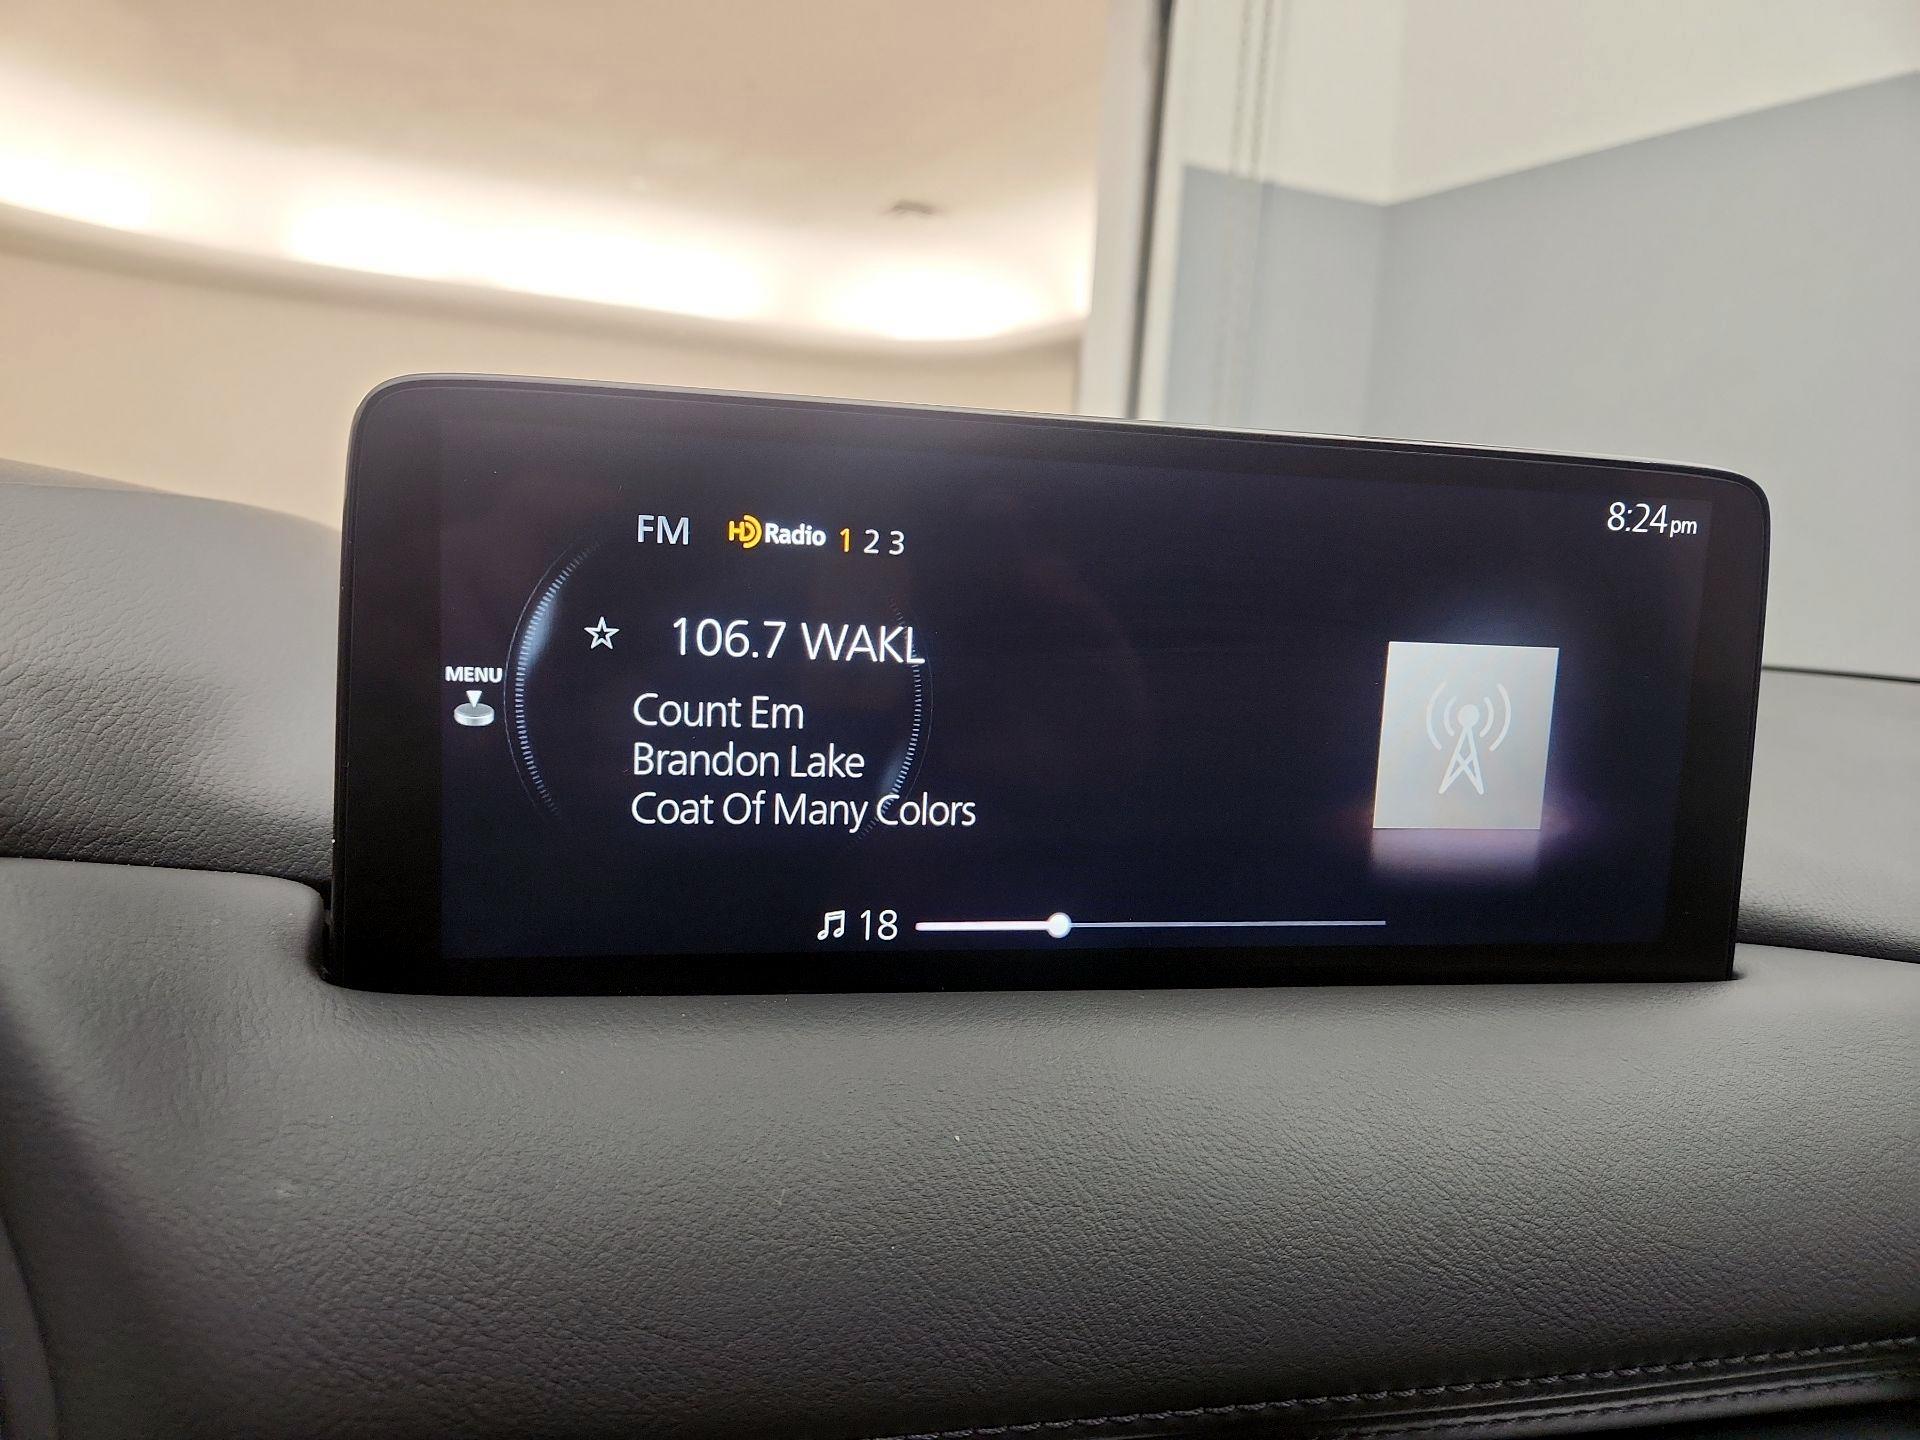 FM HD Radio 1 2 3
8:24pm
106.7 WAKL
MENU
Count Em
Brandon Lake
Coat Of Many Colors
18